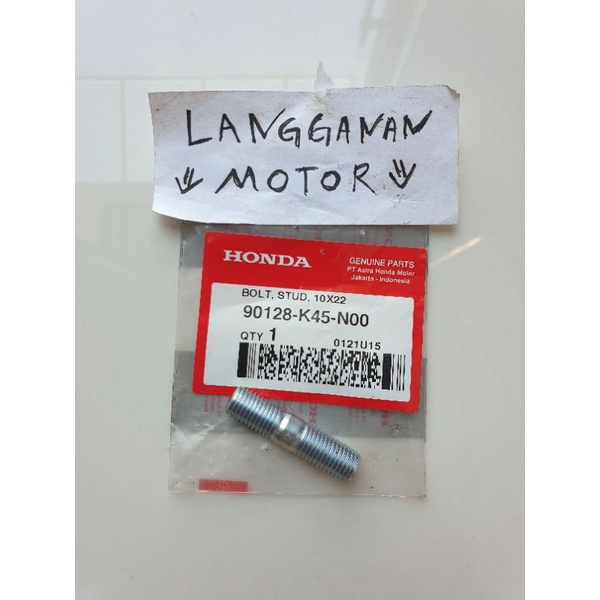 LANGGANAN
MOTOR
HONDA
GENUINE PARTS
PT Astra Honda Motor
Jakarta - Indonesia
BOLT, STUD, 10X22
90128-K45-N00
QTY 1
0121U15